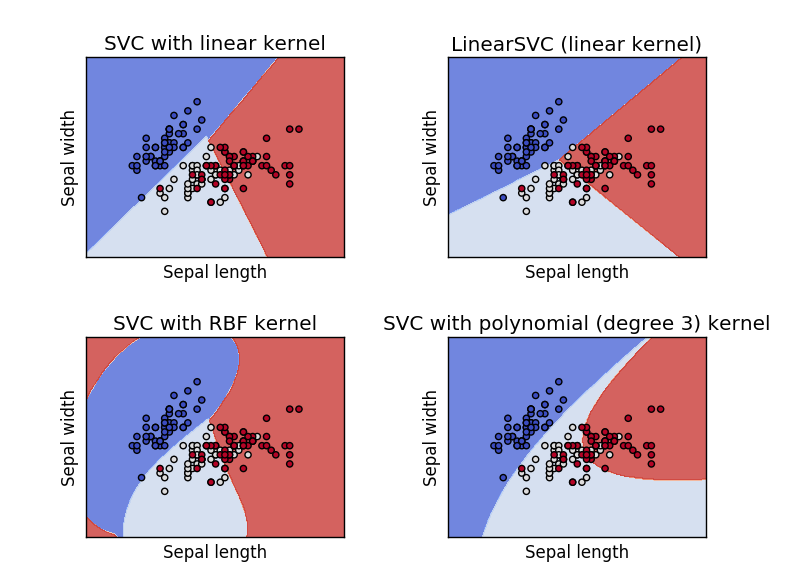 SVC with linear kernel
LinearSVC (linear kernel)
Sepal width
Sepal width
Sepal length
Sepal length
SVC with RBF kernel
SVC with polynomial (degree 3) kernel
Sepal width
Sepal width
Sepal length
Sepal length